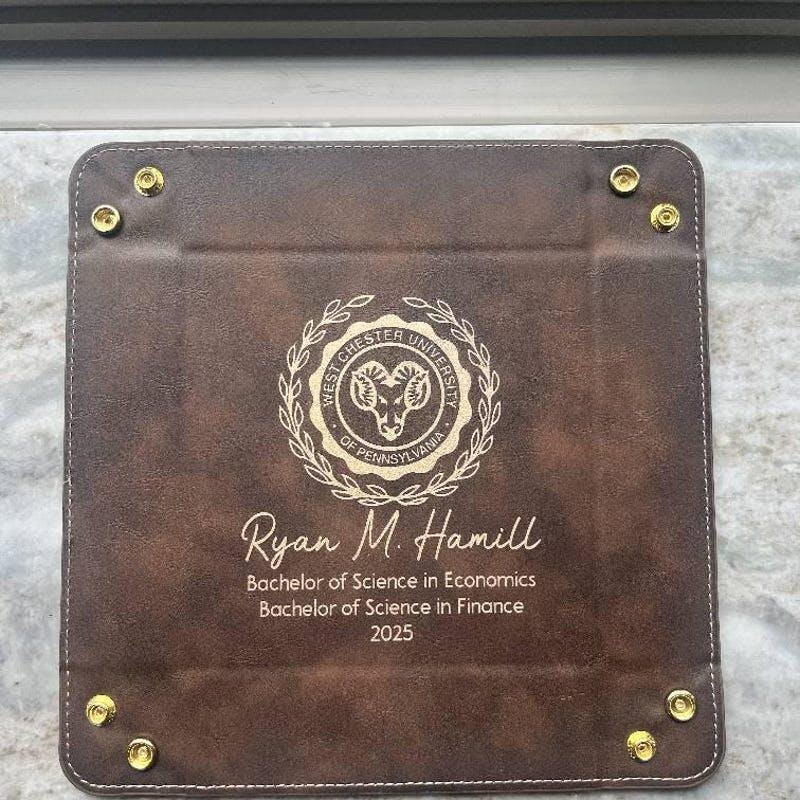 WEST CHESTER UNIVERSITY
OF PENNSYLVANIA
Ryan M. Hamill
Bachelor of Science in Economics
Bachelor of Science in Finance
2025